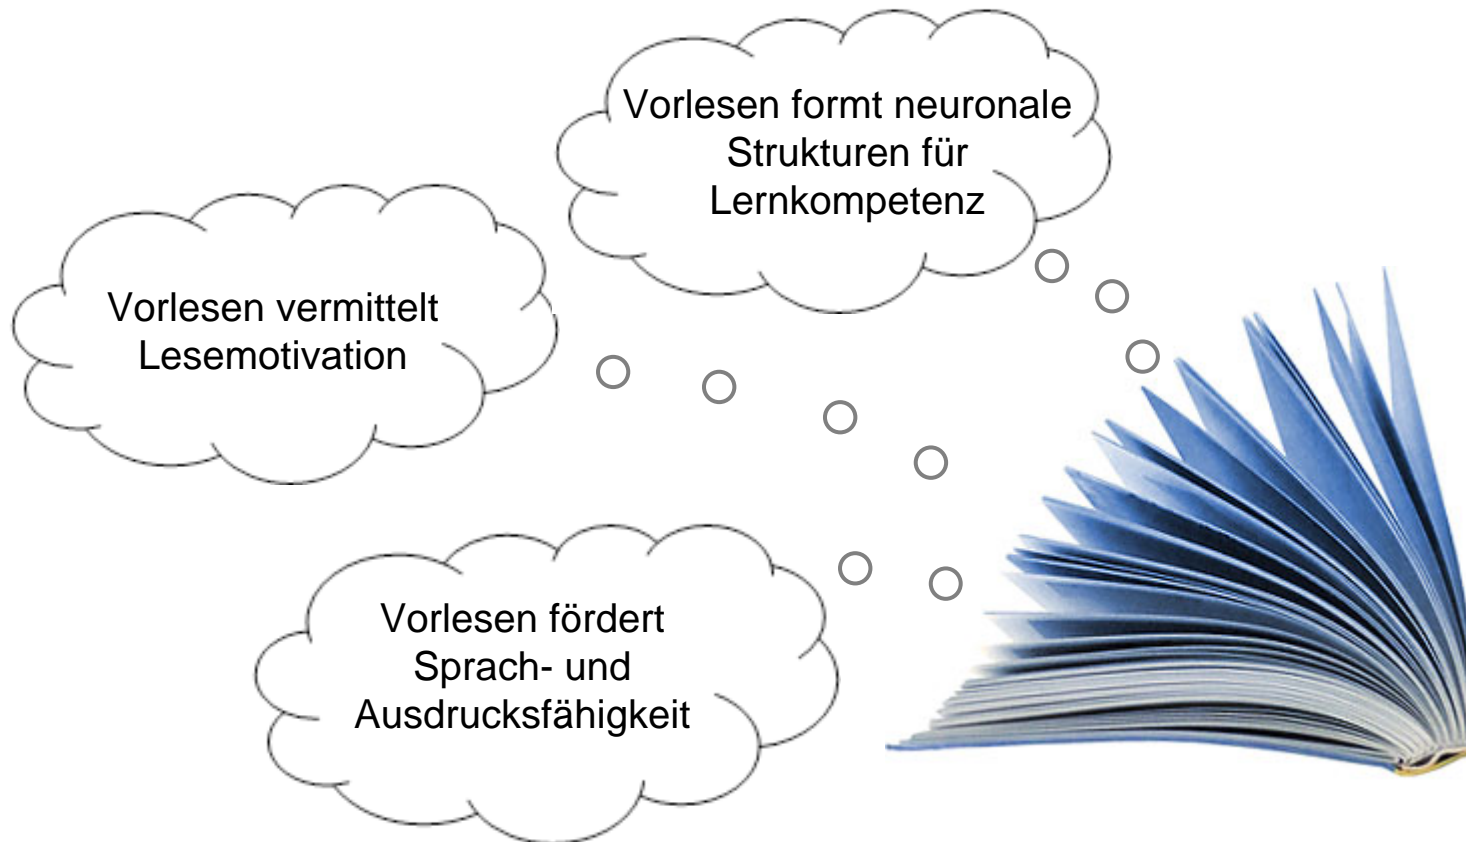 Vorlesen formt neuronale
Strukturen für
Lernkompetenz
Vorlesen vermittelt
Lesemotivation
Vorlesen fördert
Sprach- und
Ausdrucksfähigkeit